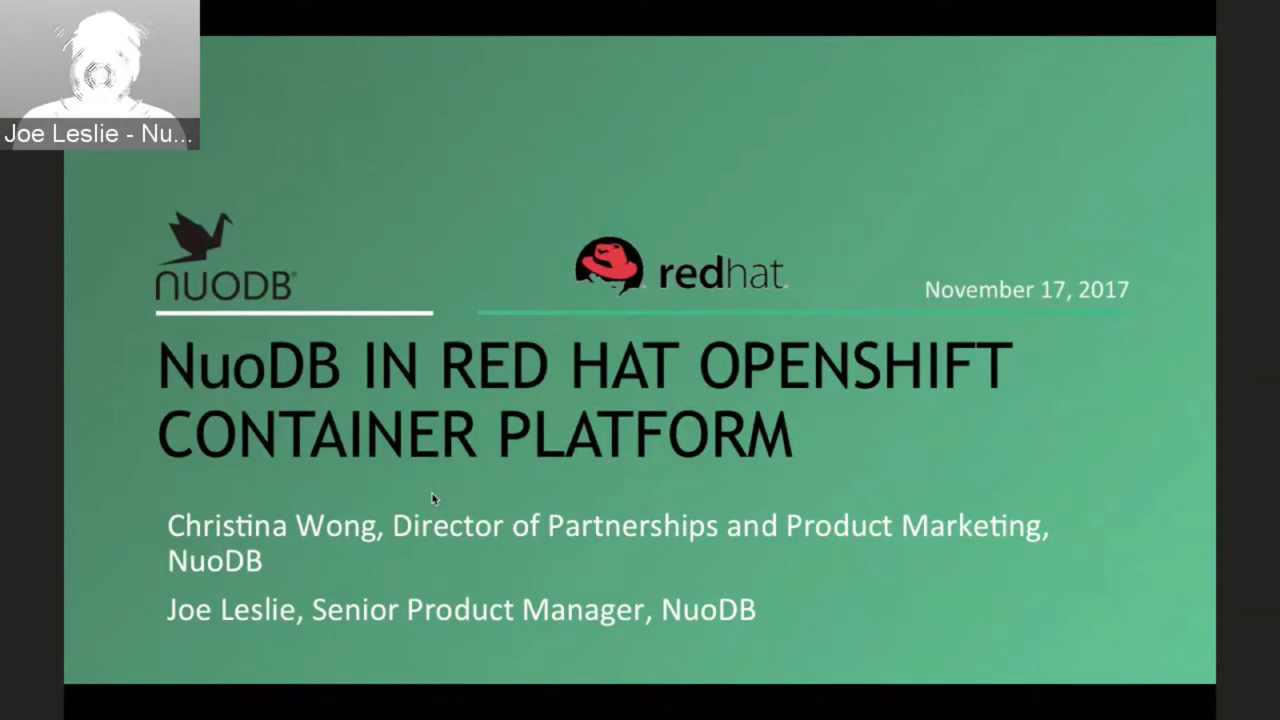 Joe Leslie - Nu...
NUODB
redhat.
November 17, 2017
NuoDB IN RED HAT OPENSHIFT
CONTAINER PLATFORM
Christina Wong, Director of Partnerships and Product Marketing,
NuoDB
Joe Leslie, Senior Product Manager, NuoDB